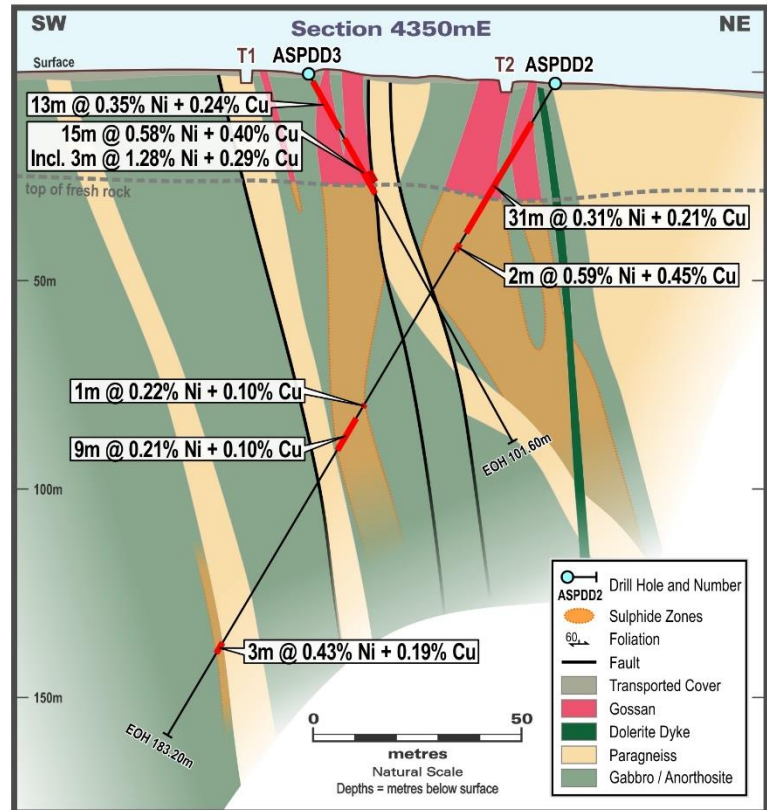 SW
Section 4350mE
NE
Surface
T1
ASPDD3
T2
ASPDD2
13m @ 0.35% Ni + 0.24% Cu
15m @ 0.58% Ni + 0.40% Cu
Incl. 3m @ 1.28% Ni + 0.29% Cu
top of fresh rock
31m @ 0.31% Ni + 0.21% Cu
50m
2m @ 0.59% Ni + 0.45% Cu
1m @ 0.22% Ni + 0.10% Cu
9m @ 0.21% Ni + 0.10% Cu
EOH 101.60m
100m
3m @ 0.43% Ni + 0.19% Cu
150m
EOH 183.20m
0
50
metres
Natural Scale
Depths = metres below surface
ASPDD2
Drill Hole and Number
Sulphide Zones
60
Foliation
Fault
Transported Cover
Gossan
Dolerite Dyke
Paragneiss
Gabbro / Anorthosite